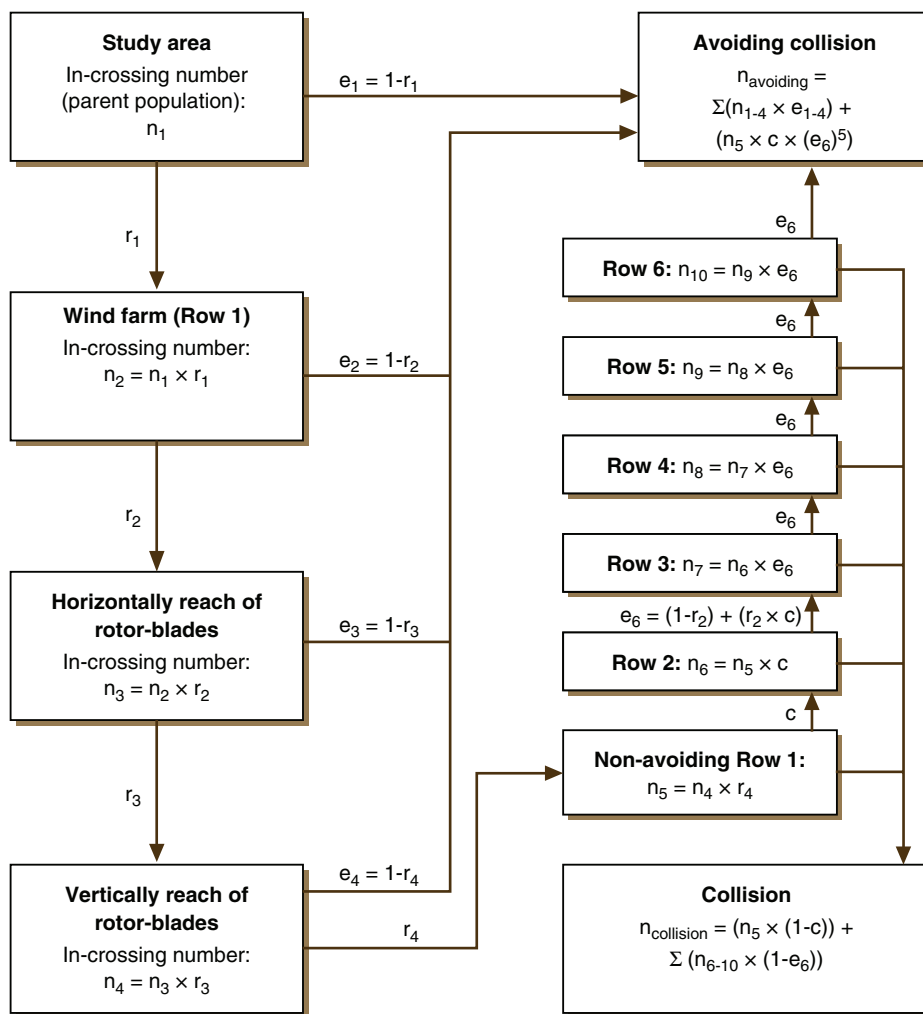 Study area
In-crossing number
(parent population):
n₁
e₁ = 1-r₁
r₁
Wind farm (Row 1)
In-crossing number:
n₂ = n₁ × r₁
e₂ = 1-r₂
r₂
Horizontally reach of
rotor-blades
In-crossing number:
n₃ = n₂ × r₂
e₃ = 1-r₃
r₃
Vertically reach of
rotor-blades
In-crossing number:
n₄ = n₃ × r₃
e₄ = 1-r₄
r₄
Avoiding collision
n_avoiding =
Σ(n₁₋₄ × e₁₋₄) +
(n₅ × c × (e₆)⁵)
e₆
Row 6: n₁₀ = n₉ × e₆
e₆
Row 5: n₉ = n₈ × e₆
e₆
Row 4: n₈ = n₇ × e₆
e₆
Row 3: n₇ = n₆ × e₆
e₆ = (1-r₂) + (r₂ × c)
Row 2: n₆ = n₅ × c
c
Non-avoiding Row 1:
n₅ = n₄ × r₄
Collision
n_collision = (n₅ × (1-c)) +
Σ (n₆₋₁₀ × (1-e₆))